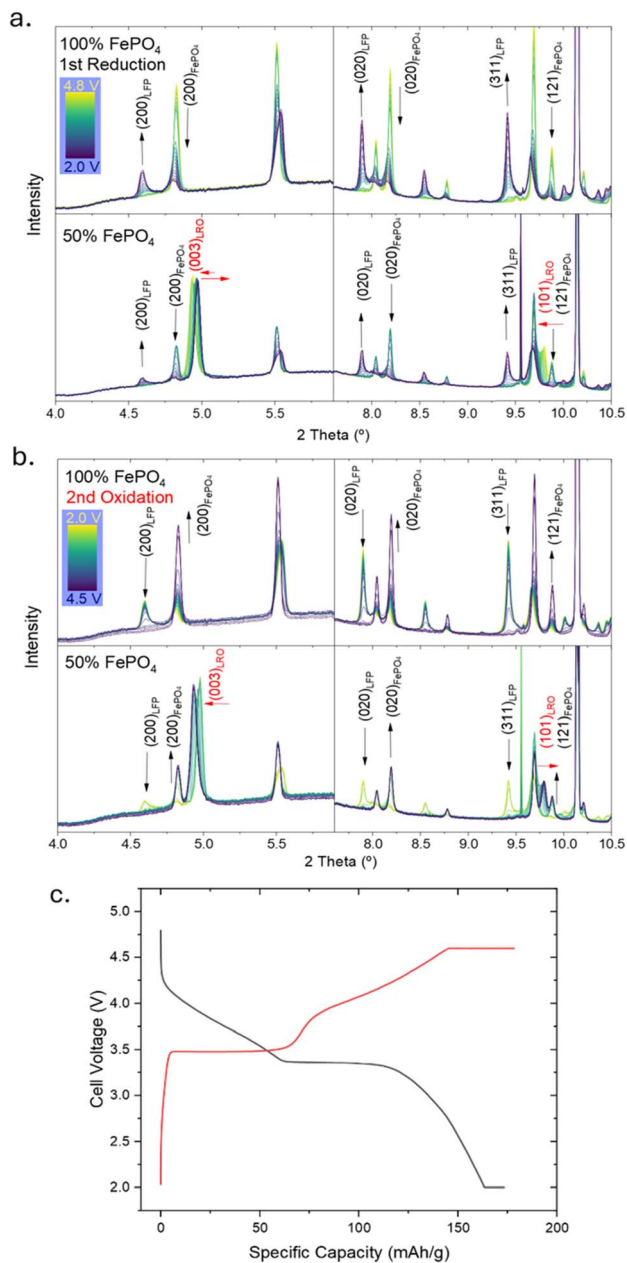 a.
100% FePO4
1st Reduction
4.8 V
2.0 V
(200)LFP
(200)FePO4
(020)LFP
(020)FePO4
(311)LFP
(121)FePO4
50% FePO4
(200)LFP
(200)FePO4
(003)LRO
(020)LFP
(020)FePO4
(311)LFP
(101)LRO
(121)FePO4
Intensity
4.0 4.5 5.0 5.5 8.0 8.5 9.0 9.5 10.0 10.5
2 Theta (º)
b.
100% FePO4
2nd Oxidation
2.0 V
4.5 V
(200)LFP
(200)FePO4
(020)LFP
(020)FePO4
(311)LFP
(121)FePO4
50% FePO4
(200)LFP
(200)FePO4
(003)LRO
(020)LFP
(020)FePO4
(311)LFP
(101)LRO
(121)FePO4
Intensity
4.0 4.5 5.0 5.5 8.0 8.5 9.0 9.5 10.0 10.5
2 Theta (º)
c.
5.0
4.5
4.0
3.5
3.0
2.5
2.0
Cell Voltage (V)
0 50 100 150 200
Specific Capacity (mAh/g)